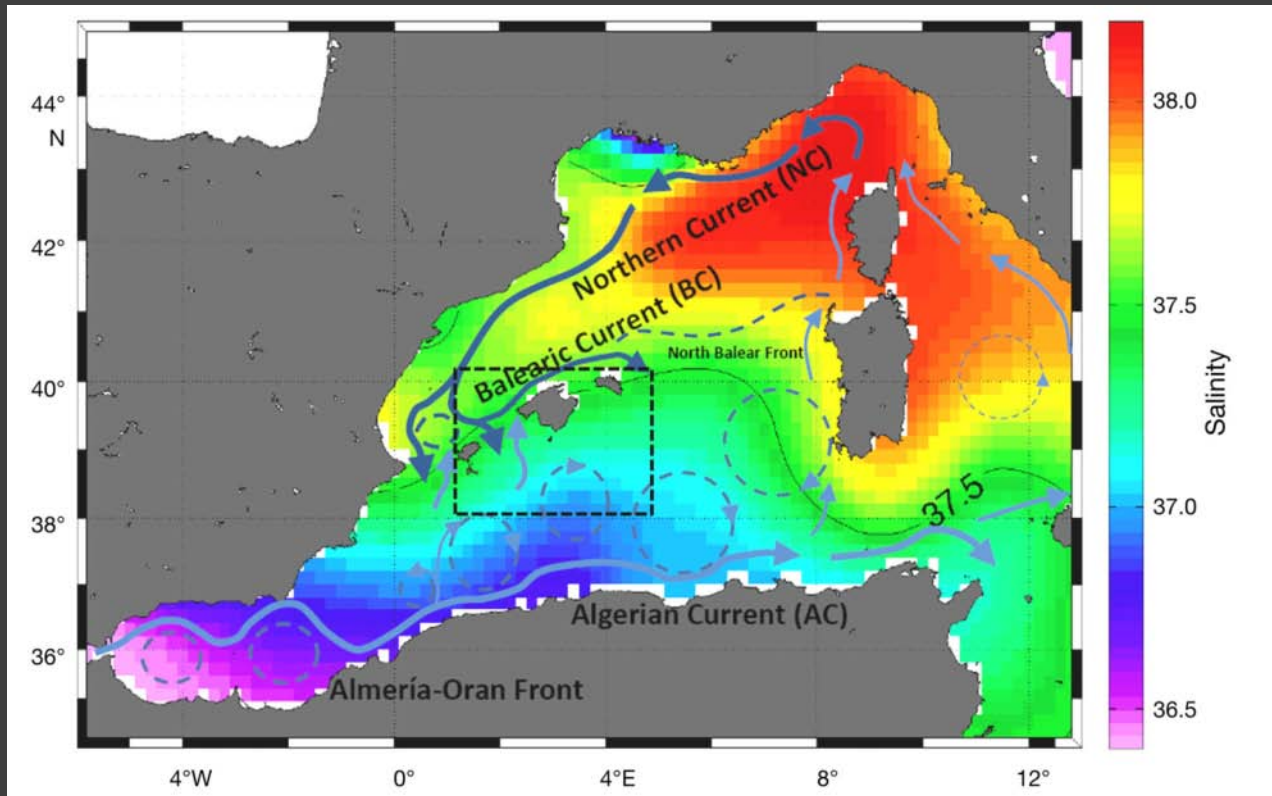 44°
N
42°
40°
38°
36°
4°W
0°
4°E
8°
12°
Northern Current (NC)
Balearic Current (BC)
North Balear Front
37.5
Algerian Current (AC)
Almería-Oran Front
38.0
37.5
37.0
36.5
Salinity